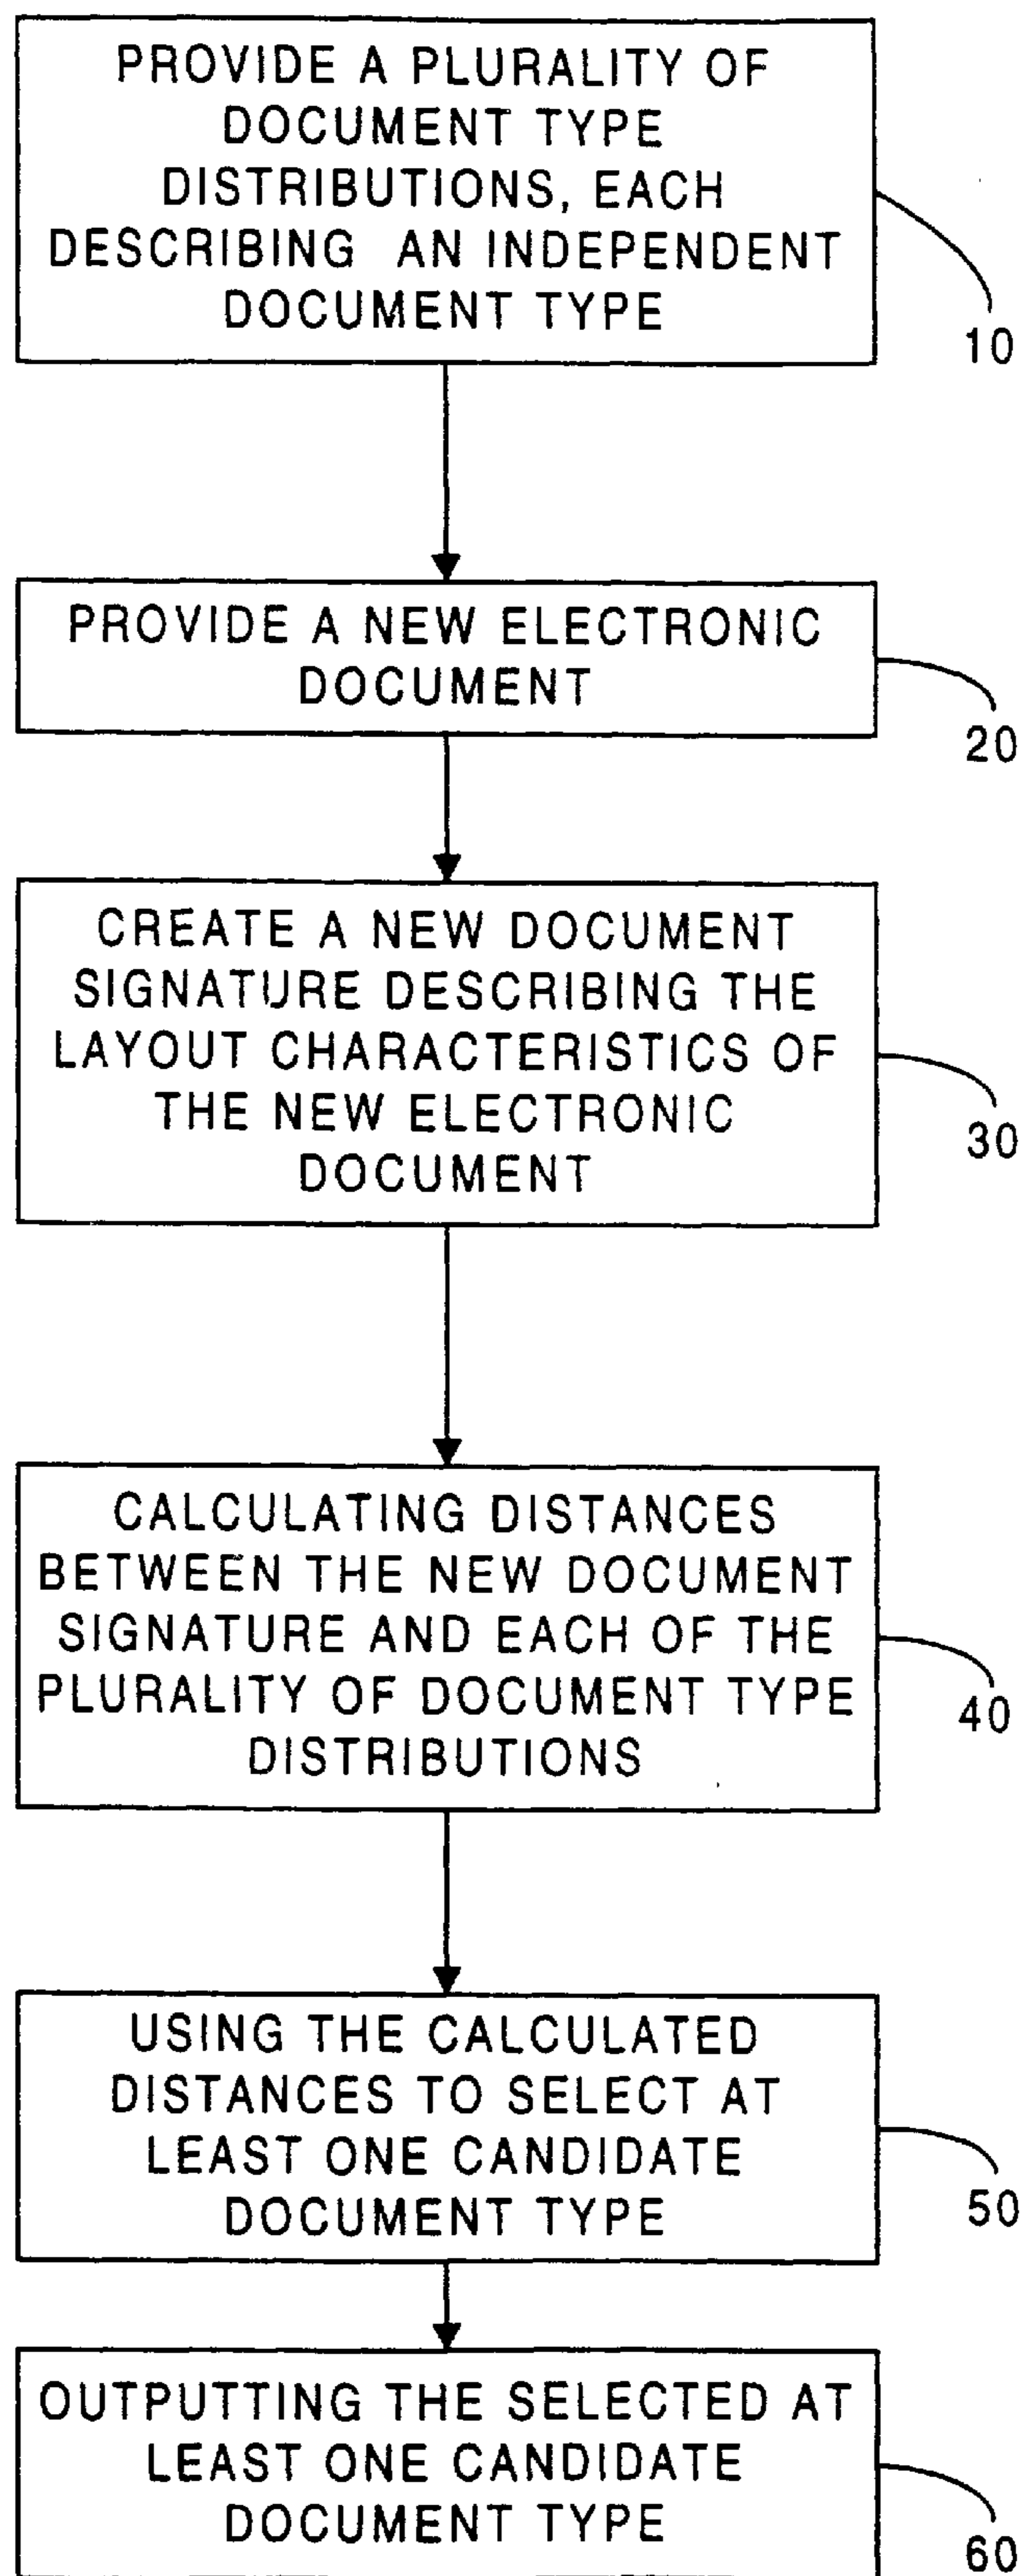 PROVIDE A PLURALITY OF
DOCUMENT TYPE
DISTRIBUTIONS, EACH
DESCRIBING AN INDEPENDENT
DOCUMENT TYPE
10
PROVIDE A NEW ELECTRONIC
DOCUMENT
20
CREATE A NEW DOCUMENT
SIGNATURE DESCRIBING THE
LAYOUT CHARACTERISTICS OF
THE NEW ELECTRONIC
DOCUMENT
30
CALCULATING DISTANCES
BETWEEN THE NEW DOCUMENT
SIGNATURE AND EACH OF THE
PLURALITY OF DOCUMENT TYPE
DISTRIBUTIONS
40
USING THE CALCULATED
DISTANCES TO SELECT AT
LEAST ONE CANDIDATE
DOCUMENT TYPE
50
OUTPUTTING THE SELECTED AT
LEAST ONE CANDIDATE
DOCUMENT TYPE
60